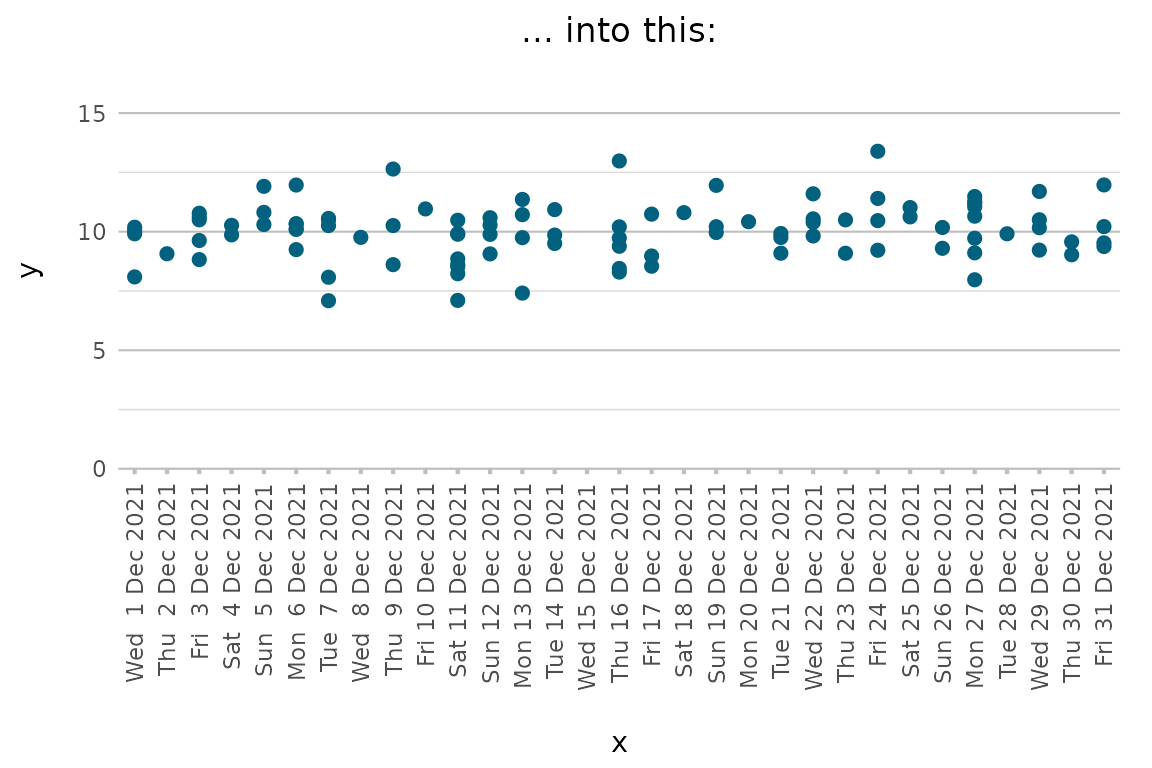 ... into this:
15
10
5
0
y
Wed 1 Dec 2021
Thu 2 Dec 2021
Fri 3 Dec 2021
Sat 4 Dec 2021
Sun 5 Dec 2021
Mon 6 Dec 2021
Tue 7 Dec 2021
Wed 8 Dec 2021
Thu 9 Dec 2021
Fri 10 Dec 2021
Sat 11 Dec 2021
Sun 12 Dec 2021
Mon 13 Dec 2021
Tue 14 Dec 2021
Wed 15 Dec 2021
Thu 16 Dec 2021
Fri 17 Dec 2021
Sat 18 Dec 2021
Sun 19 Dec 2021
Mon 20 Dec 2021
Tue 21 Dec 2021
Wed 22 Dec 2021
Thu 23 Dec 2021
Fri 24 Dec 2021
Sat 25 Dec 2021
Sun 26 Dec 2021
Mon 27 Dec 2021
Tue 28 Dec 2021
Wed 29 Dec 2021
Thu 30 Dec 2021
Fri 31 Dec 2021
x